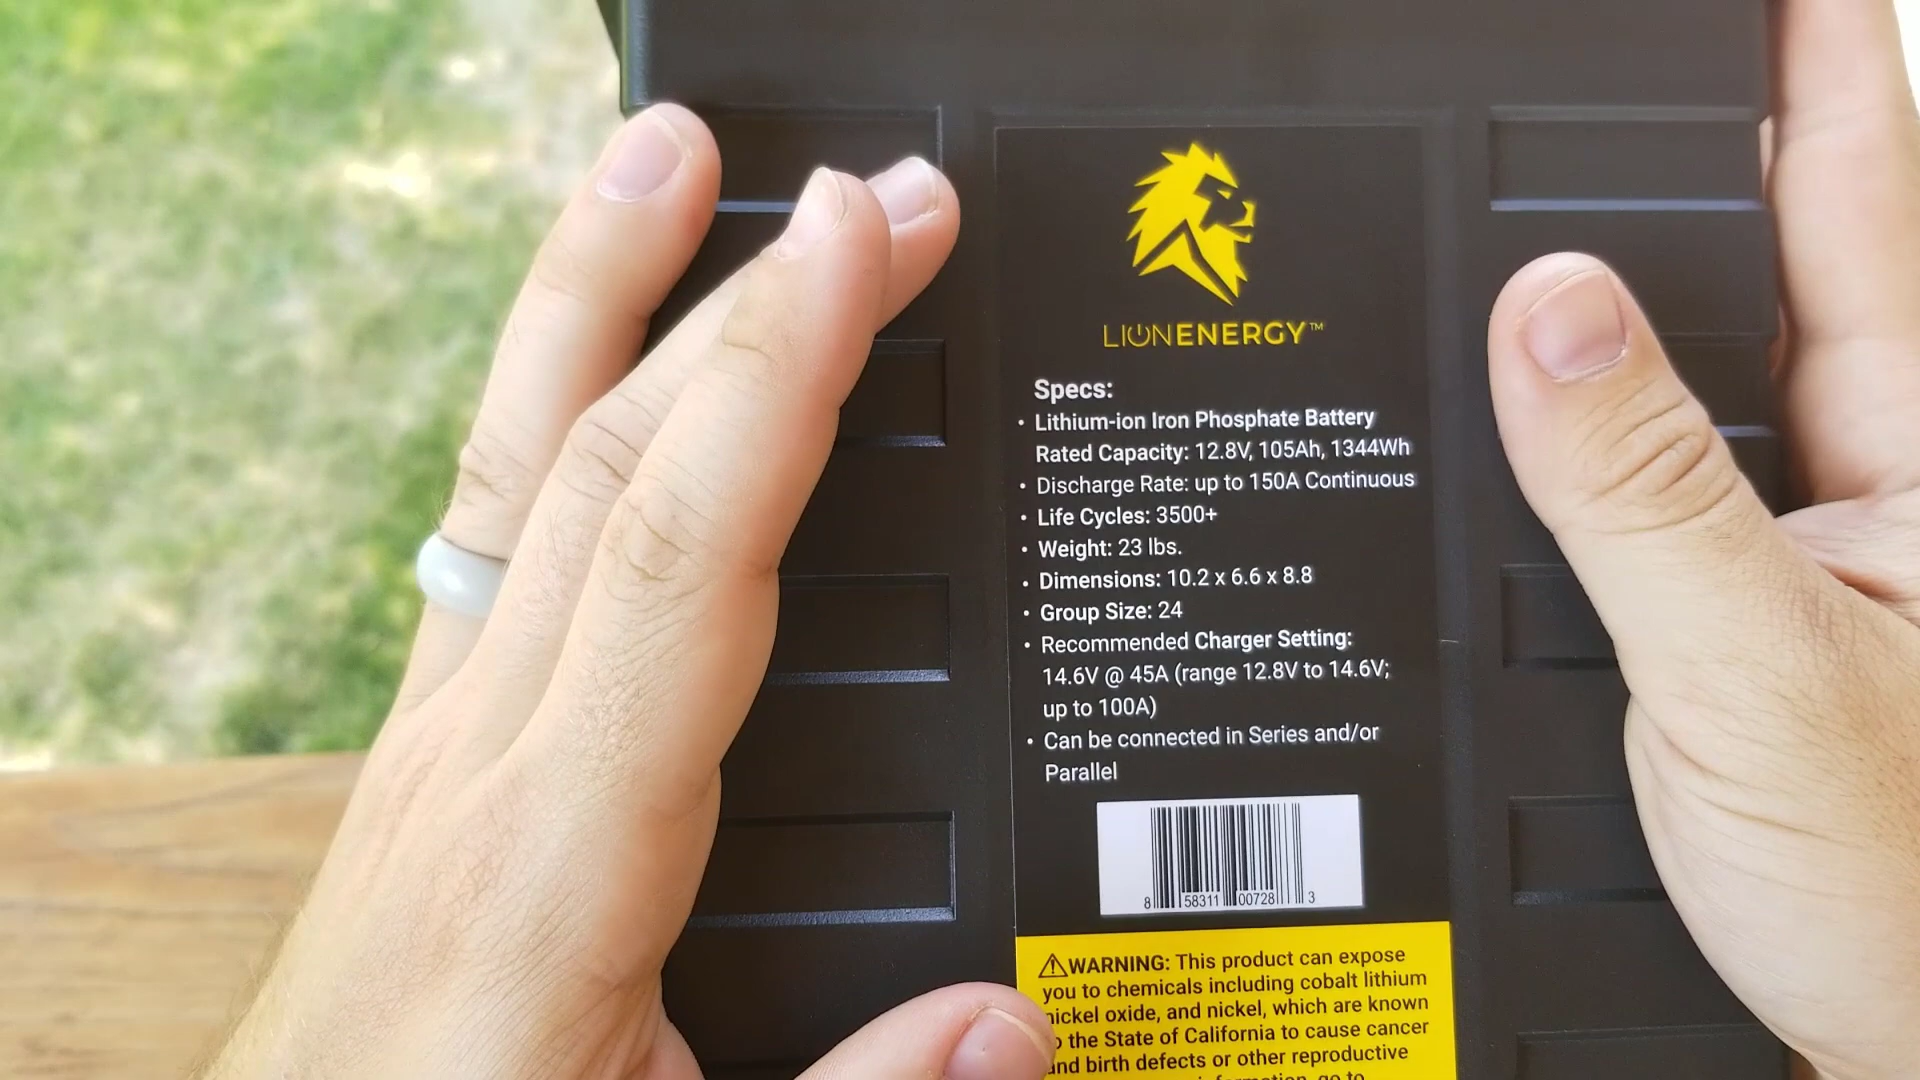 LIONENERGY™
Specs:
• Lithium-ion Iron Phosphate Battery
Rated Capacity: 12.8V, 105Ah, 1344Wh
• Discharge Rate: up to 150A Continuous
• Life Cycles: 3500+
• Weight: 23 lbs.
• Dimensions: 10.2 x 6.6 x 8.8
• Group Size: 24
• Recommended Charger Setting:
14.6V @ 45A (range 12.8V to 14.6V;
up to 100A)
• Can be connected in Series and/or
Parallel
8 58311 00728 3
⚠WARNING: This product can expose
you to chemicals including cobalt lithium
nickel oxide, and nickel, which are known
the State of California to cause cancer
and birth defects or other reproductive
information, go to